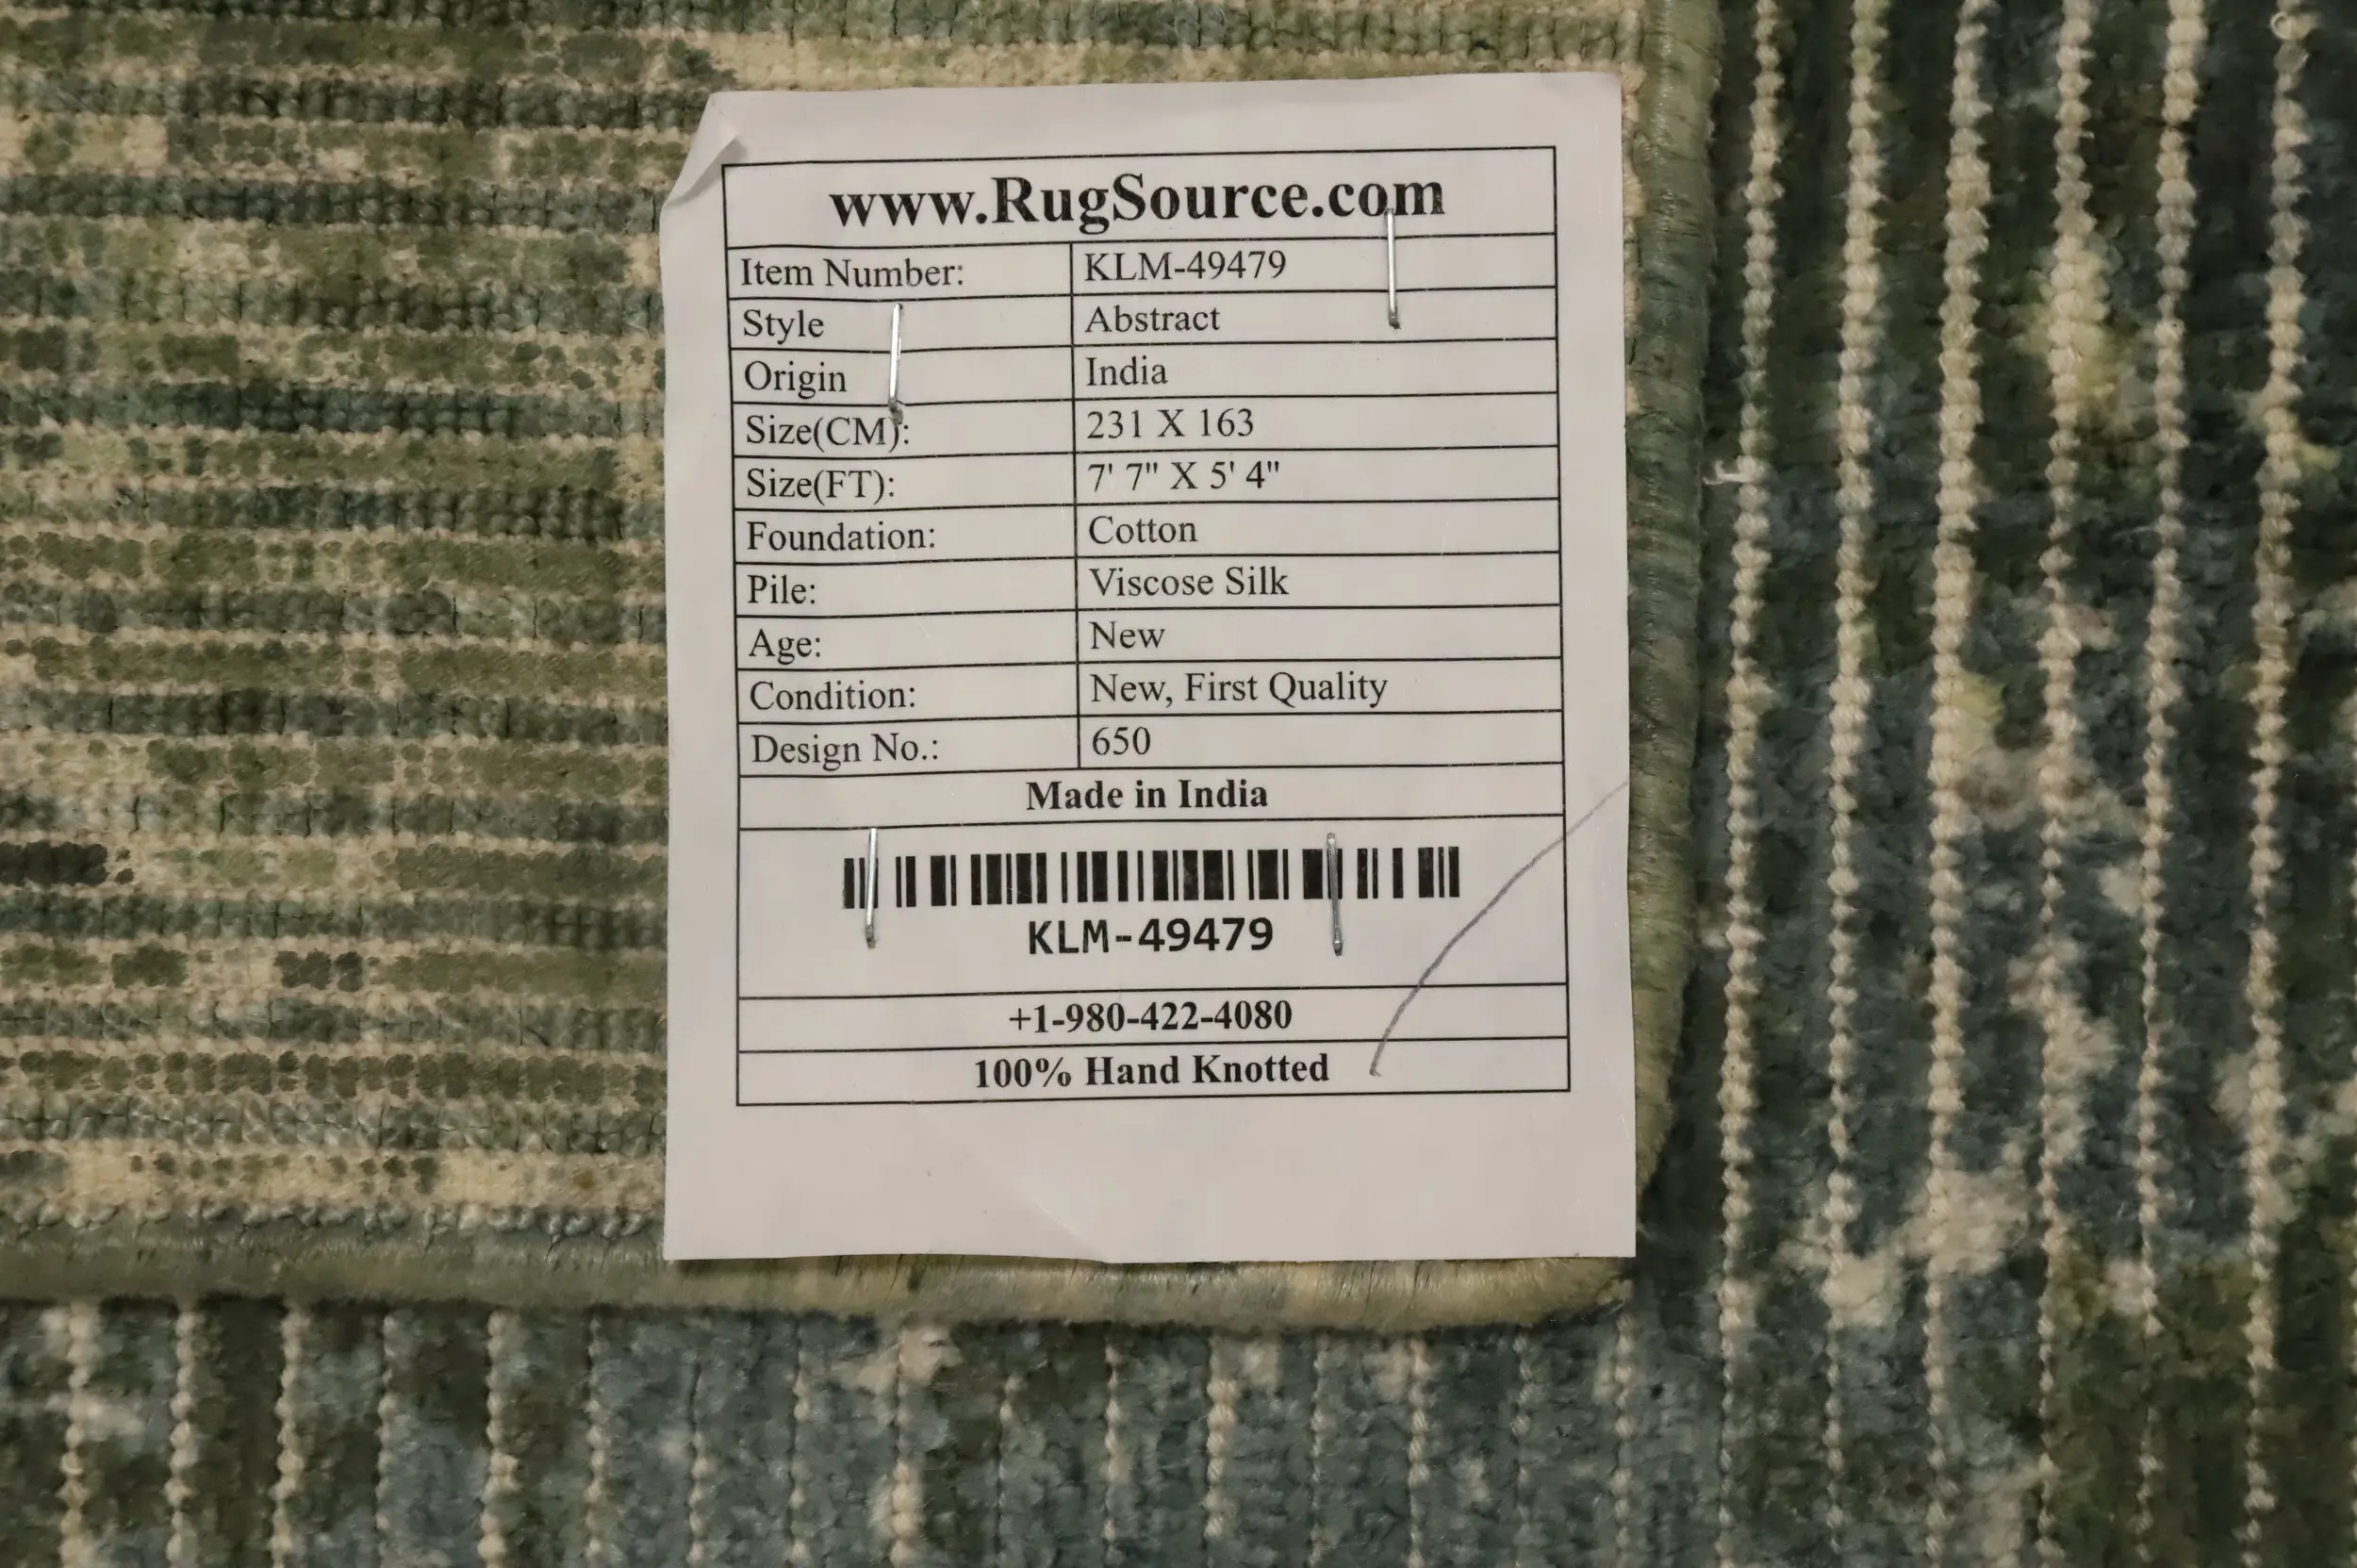 www.RugSource.com
Item Number: KLM-49479
Style Abstract
Origin India
Size(CM): 231 X 163
Size(FT): 7' 7" X 5' 4"
Foundation: Cotton
Pile: Viscose Silk
Age: New
Condition: New, First Quality
Design No.: 650
Made in India
KLM-49479
+1-980-422-4080
100% Hand Knotted